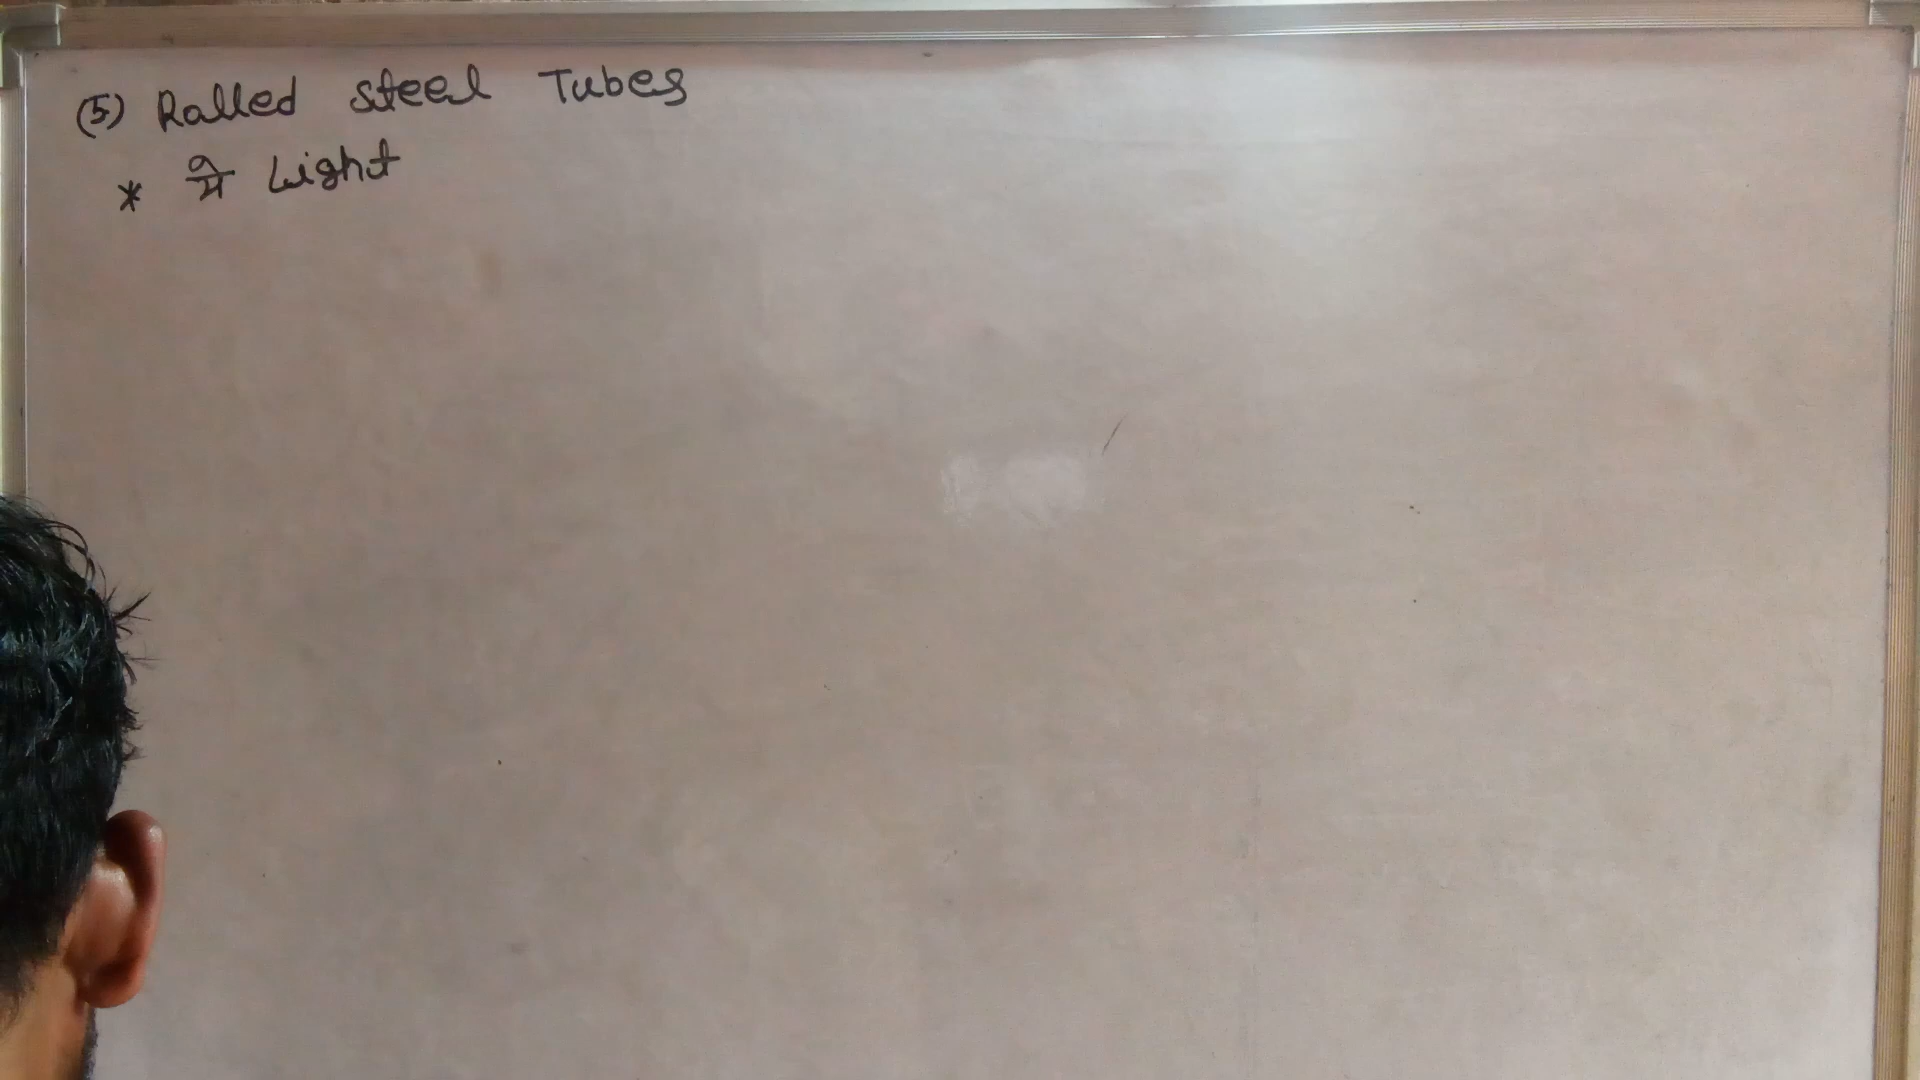 (5) Ralled steel Tubes
* ये Light